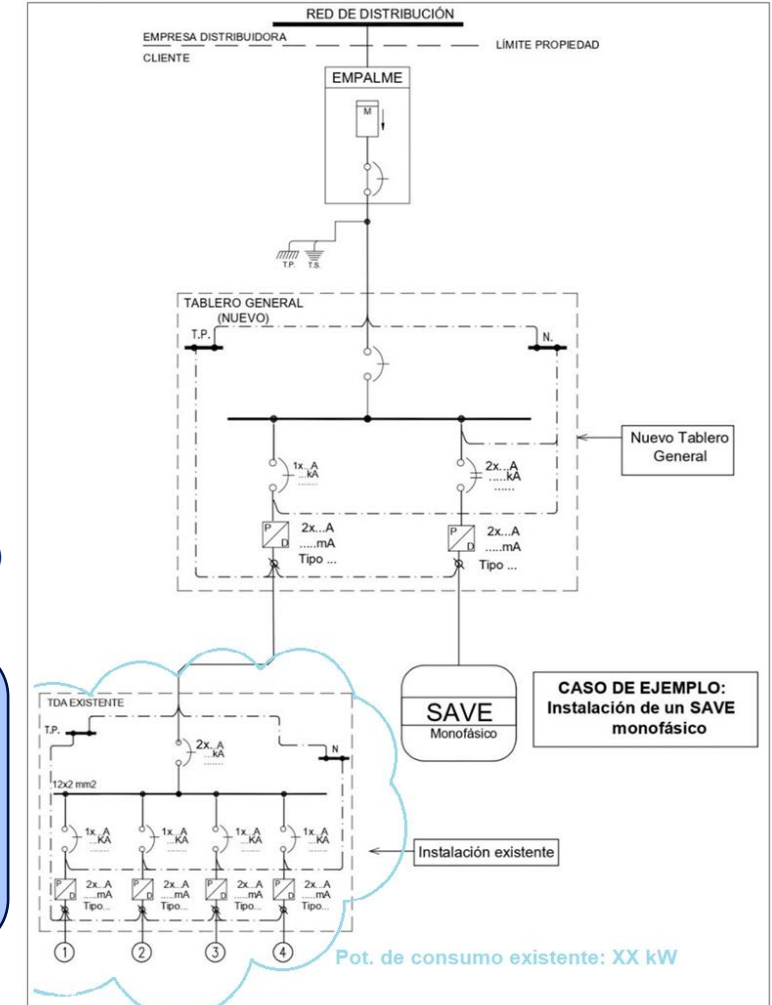 RED DE DISTRIBUCIÓN
EMPRESA DISTRIBUIDORA
LÍMITE PROPIEDAD
CLIENTE
EMPALME
M
T.P.
T.S.
TABLERO GENERAL
(NUEVO)
T.P.
N.
1x...A
...kA
.......
2x...A
.....kA
......
Nuevo Tablero
General
P
D
2x...A
.....mA
Tipo ...
P
D
2x...A
.....mA
Tipo ...
SAVE
Monofásico
CASO DE EJEMPLO:
Instalación de un SAVE
monofásico
TDA EXISTENTE
T.P.
2x...A
...kA
.......
N
12x2 mm2
1x...A
...KA
1x...A
...KA
1x...A
...KA
1x...A
...KA
Instalación existente
P
D
2x...A
.....mA
Tipo...
P
D
2x...A
.....mA
Tipo...
P
D
2x...A
.....mA
Tipo...
P
D
2x...A
.....mA
Tipo...
1
2
3
4
Pot. de consumo existente: XX kW